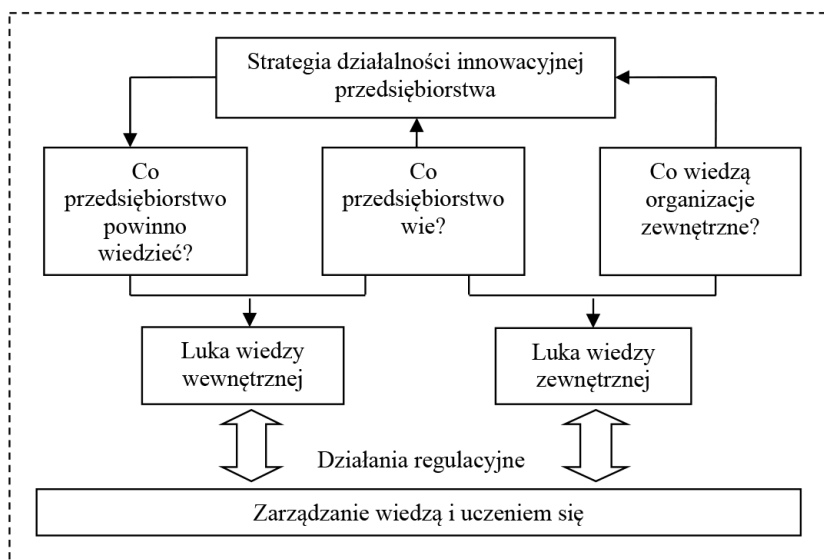 Strategia działalności innowacyjnej
przedsiębiorstwa
Co
przedsiębiorstwo
powinno
wiedzieć?
Co
przedsiębiorstwo
wie?
Co wiedzą
organizacje
zewnętrzne?
Luka wiedzy
wewnętrznej
Luka wiedzy
zewnętrznej
Działania regulacyjne
Zarządzanie wiedzą i uczeniem się